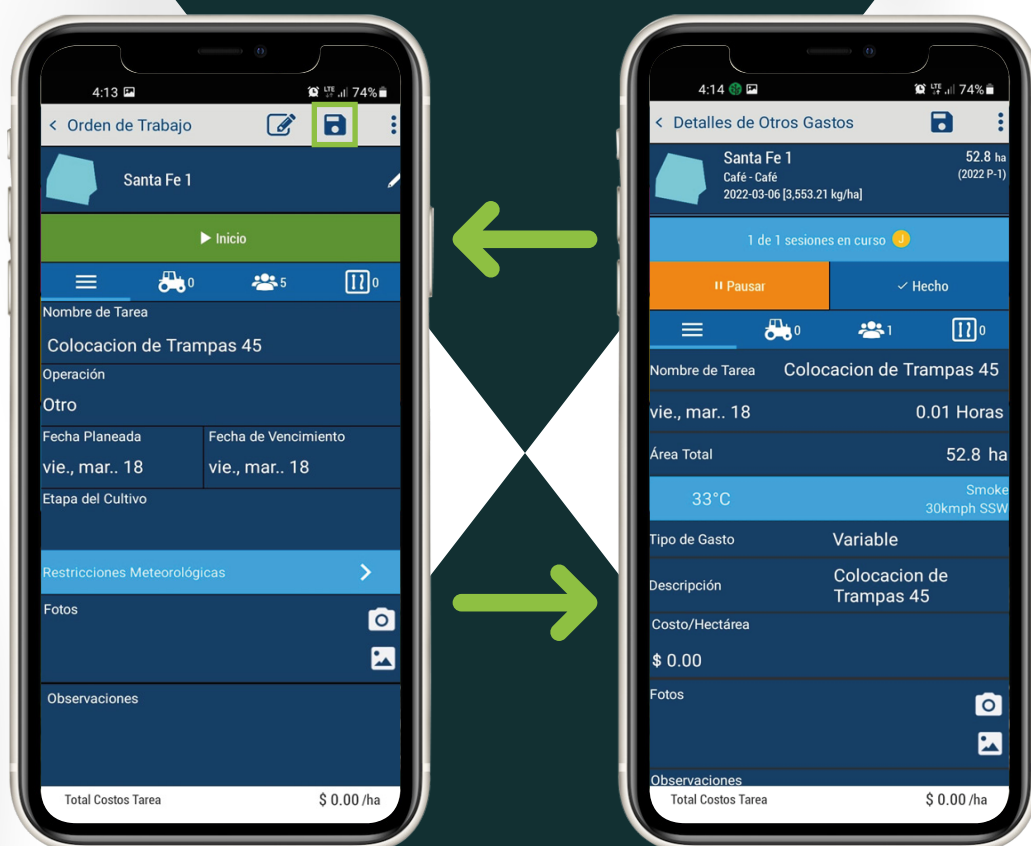 4:13
LTE
74%
< Orden de Trabajo
Santa Fe 1
Inicio
0
5
0
Nombre de Tarea
Colocacion de Trampas 45
Operación
Otro
Fecha Planeada
Fecha de Vencimiento
vie., mar.. 18
vie., mar.. 18
Etapa del Cultivo
Restricciones Meteorológicas
Fotos
Observaciones
Total Costos Tarea
$ 0.00 /ha
4:14
LTE
74%
< Detalles de Otros Gastos
Santa Fe 1
52.8 ha
Café - Café
(2022 P-1)
2022-03-06 [3,553.21 kg/ha]
1 de 1 sesiones en curso J
Pausar
Hecho
0
1
0
Nombre de Tarea
Colocacion de Trampas 45
vie., mar.. 18
0.01 Horas
Área Total
52.8 ha
33°C
Smoke
30kmph SSW
Tipo de Gasto
Variable
Descripción
Colocacion de
Trampas 45
Costo/Hectárea
$ 0.00
Fotos
Observaciones
Total Costos Tarea
$ 0.00 /ha